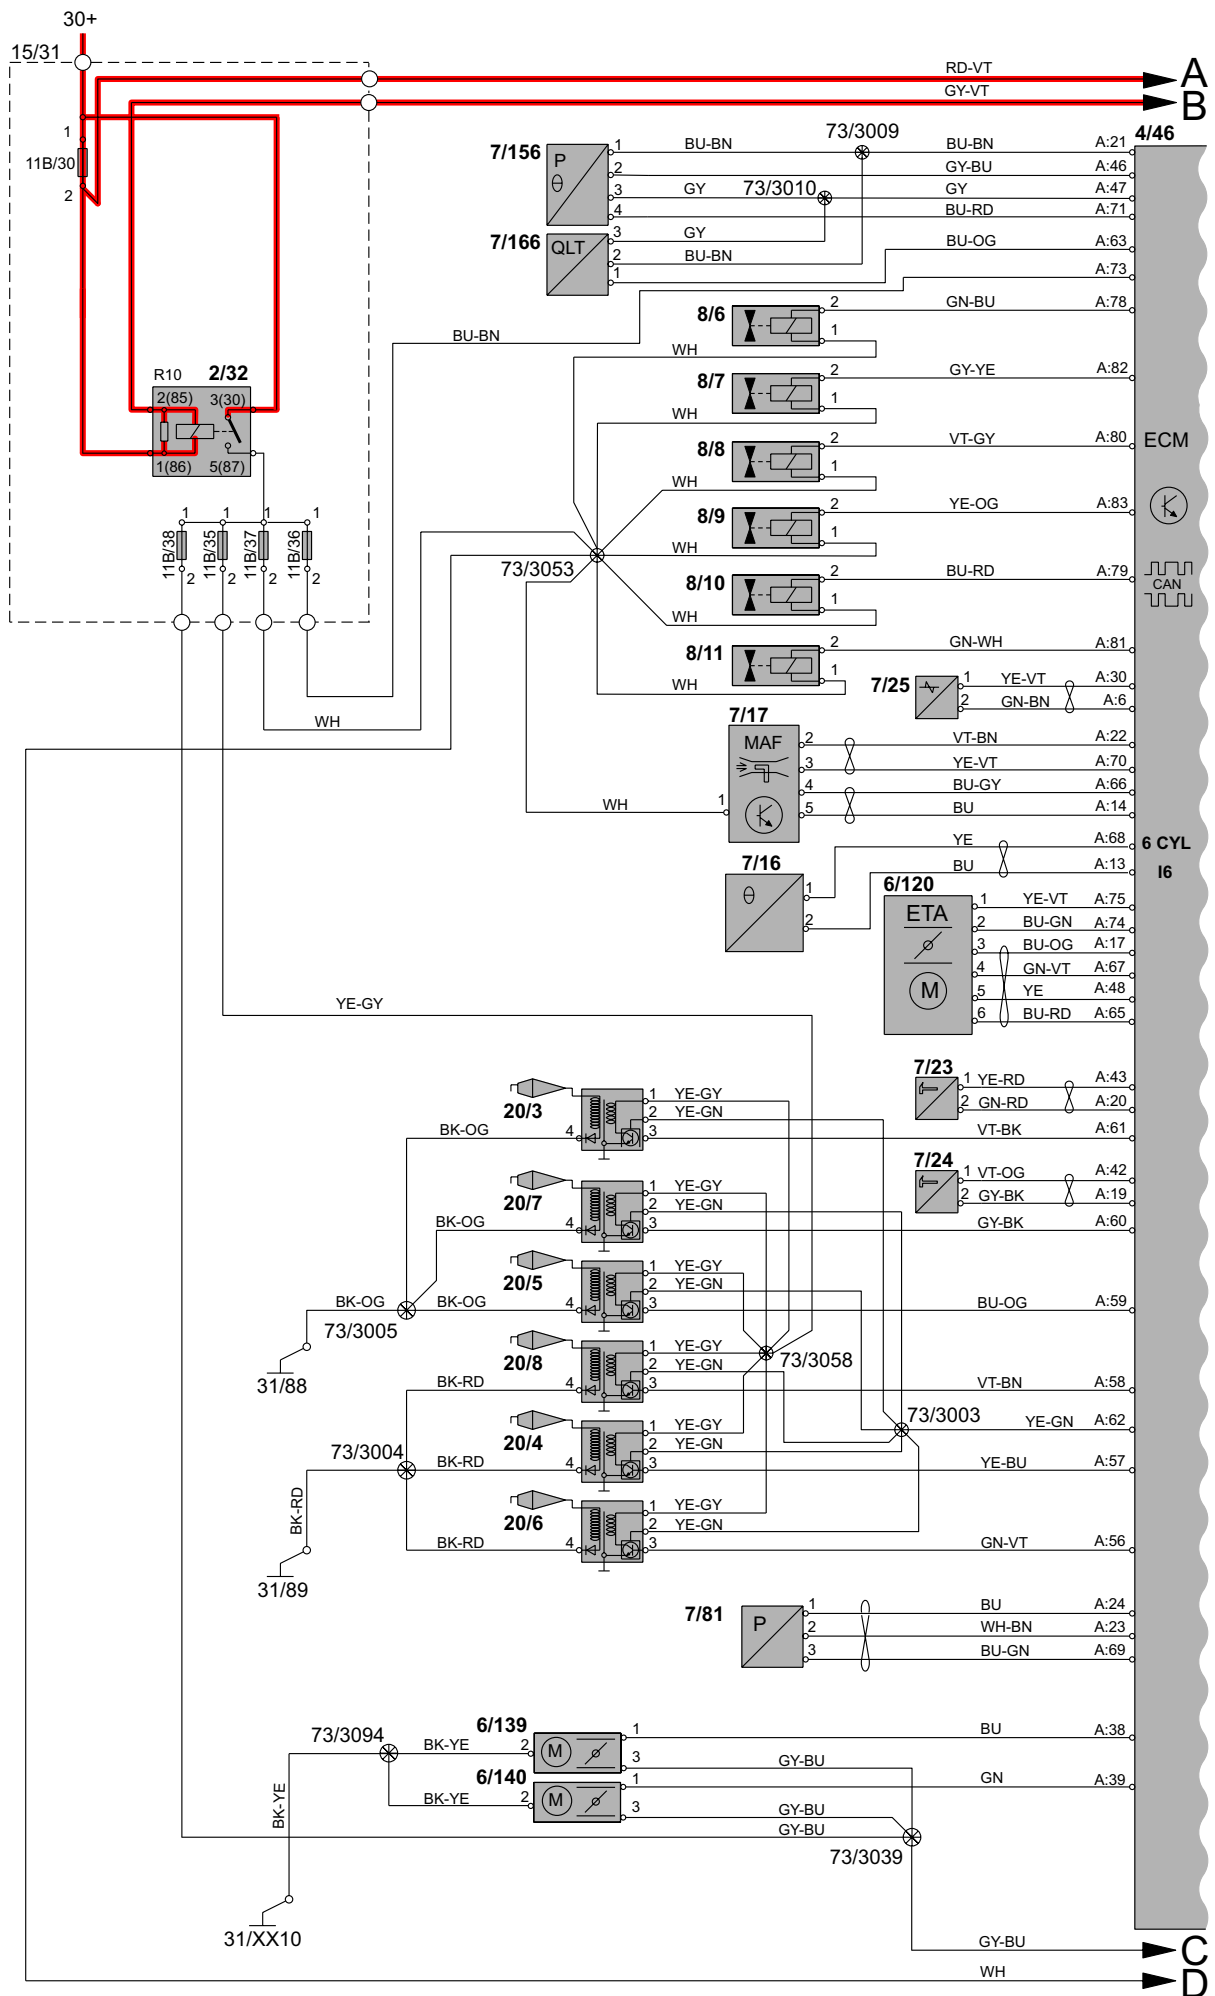 30+
15/31
RD-VT
A
GY-VT
B
1
11B/30
2
73/3009
4/46
7/156
P
θ
1
BU-BN
BU-BN
A:21
2
GY-BU
A:46
3
GY
73/3010
GY
A:47
4
BU-RD
A:71
7/166
QLT
3
GY
2
BU-BN
1
BU-OG
A:63
A:73
BU-BN
8/6
2
GN-BU
A:78
1
WH
R10
2/32
2(85)
3(30)
1(86)
5(87)
8/7
2
GY-YE
A:82
1
WH
8/8
2
VT-GY
A:80
ECM
1
WH
8/9
2
YE-OG
A:83
1
WH
1
1
1
1
11B/38
11B/35
11B/37
11B/36
2
2
2
2
73/3053
8/10
2
BU-RD
A:79
CAN
1
WH
8/11
2
GN-WH
A:81
1
WH
7/25
1
YE-VT
A:30
2
GN-BN
A:6
WH
7/17
MAF
2
VT-BN
A:22
3
YE-VT
A:70
4
BU-GY
A:66
WH
1
5
BU
A:14
7/16
θ
YE
A:68
6 CYL
BU
A:13
I6
1
2
6/120
ETA
M
1
YE-VT
A:75
2
BU-GN
A:74
3
BU-OG
A:17
4
GN-VT
A:67
5
YE
A:48
6
BU-RD
A:65
YE-GY
7/23
1
YE-RD
A:43
2
GN-RD
A:20
20/3
1
YE-GY
2
YE-GN
BK-OG
4
3
VT-BK
A:61
7/24
1
VT-OG
A:42
2
GY-BK
A:19
20/7
1
YE-GY
2
YE-GN
BK-OG
4
3
GY-BK
A:60
20/5
1
YE-GY
2
YE-GN
BK-OG
BK-OG
4
3
BU-OG
A:59
73/3005
31/88
20/8
1
YE-GY
73/3058
2
YE-GN
BK-RD
4
3
VT-BN
A:58
73/3003
YE-GN
A:62
20/4
1
YE-GY
2
YE-GN
73/3004
BK-RD
4
3
YE-BU
A:57
BK-RD
20/6
1
YE-GY
2
YE-GN
BK-RD
4
3
GN-VT
A:56
31/89
7/81
P
1
BU
A:24
2
WH-BN
A:23
3
BU-GN
A:69
73/3094
6/139
M
BK-YE
2
1
BU
A:38
3
GY-BU
6/140
M
BK-YE
2
1
GN
A:39
3
GY-BU
BK-YE
GY-BU
73/3039
31/XX10
GY-BU
C
WH
D